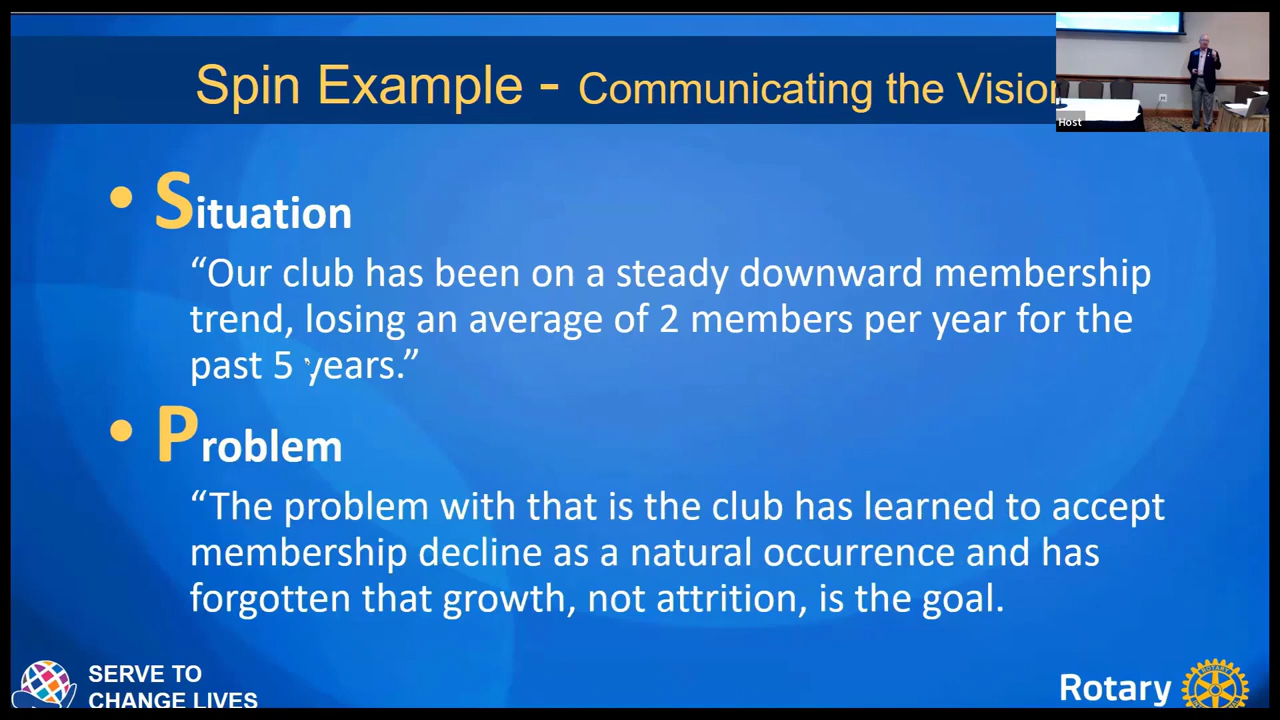 Spin Example - Communicating the Vision
Host
• Situation
“Our club has been on a steady downward membership
trend, losing an average of 2 members per year for the
past 5 years.”
• Problem
“The problem with that is the club has learned to accept
membership decline as a natural occurrence and has
forgotten that growth, not attrition, is the goal.
SERVE TO
CHANGE LIVES
Rotary